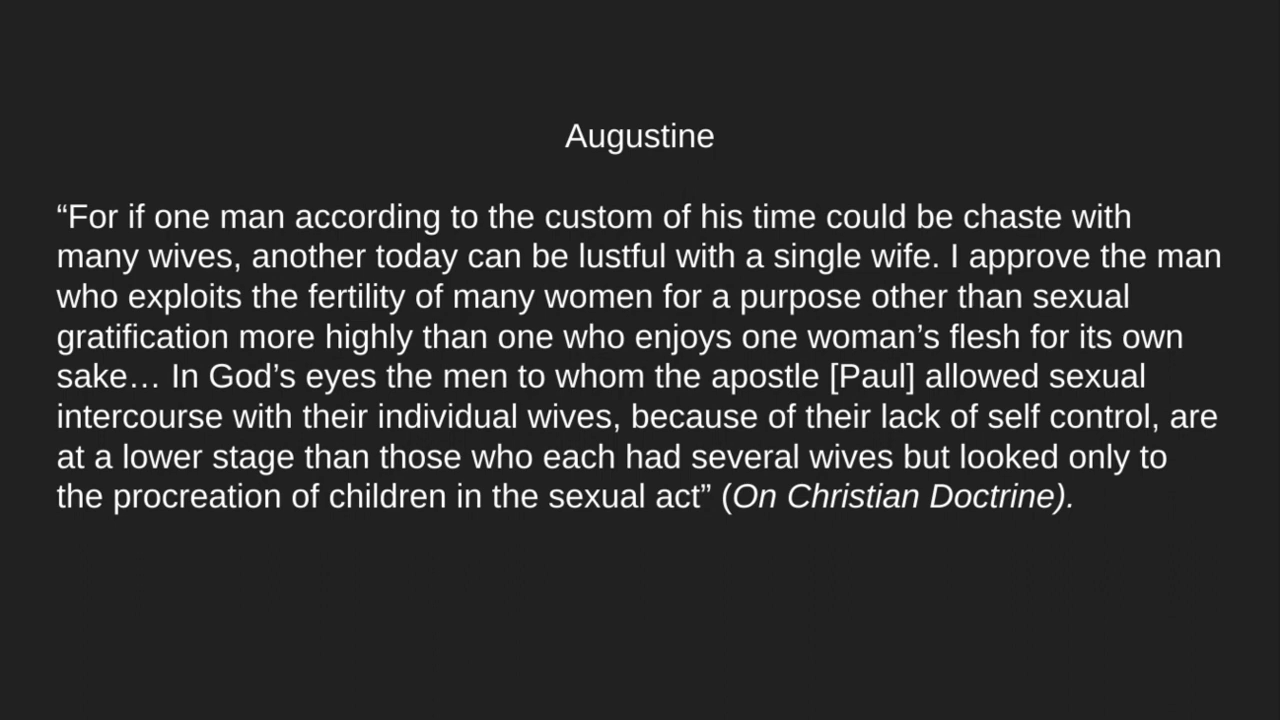 Augustine
“For if one man according to the custom of his time could be chaste with
many wives, another today can be lustful with a single wife. I approve the man
who exploits the fertility of many women for a purpose other than sexual
gratification more highly than one who enjoys one woman’s flesh for its own
sake… In God’s eyes the men to whom the apostle [Paul] allowed sexual
intercourse with their individual wives, because of their lack of self control, are
at a lower stage than those who each had several wives but looked only to
the procreation of children in the sexual act” (On Christian Doctrine).